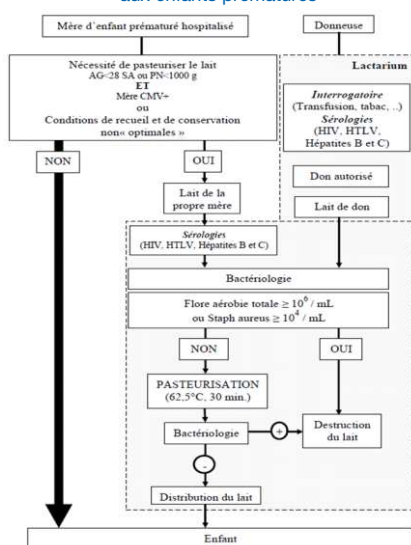 aux enfants prématurés
Mère d'enfant prématuré hospitalisé
Donneuse
Nécessité de pasteuriser le lait
AG<28 SA ou PN<1000 g
ET
Mère CMV+
ou
Conditions de recueil et de conservation
non« optimales »
Lactarium
Interrogatoire
(Transfusion, tabac, ..)
Sérologies
(HIV, HTLV,
Hépatites B et C)
NON
OUI
Don autorisé
Lait de la
propre mère
Lait de don
Sérologies
(HIV, HTLV, Hépatites B et C)
Bactériologie
Flore aérobie totale ≥ 10⁶ / mL
ou Staph aureus ≥ 10⁴ / mL
NON
OUI
PASTEURISATION
(62,5°C, 30 min.)
Bactériologie
+
Destruction
du lait
-
Distribution du lait
Enfant